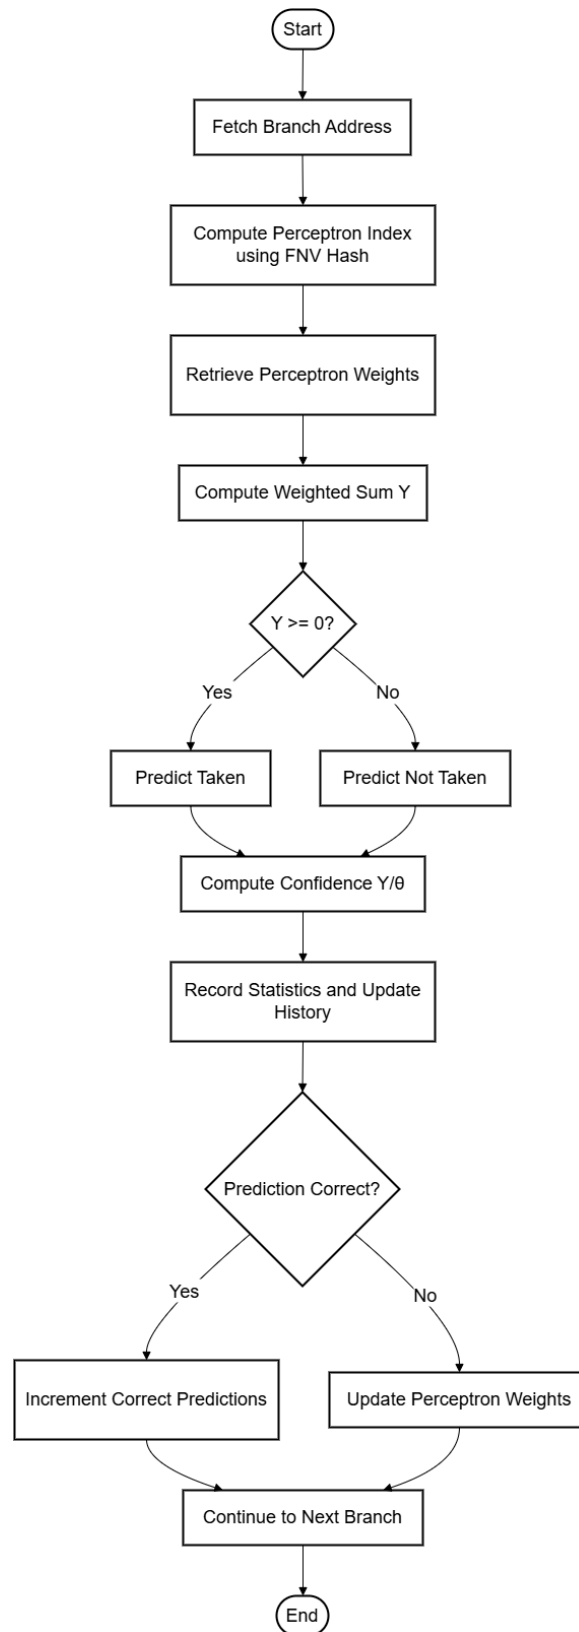 Start
Fetch Branch Address
Compute Perceptron Index
using FNV Hash
Retrieve Perceptron Weights
Compute Weighted Sum Y
Y >= 0?
Yes
No
Predict Taken
Predict Not Taken
Compute Confidence Y/θ
Record Statistics and Update
History
Prediction Correct?
Yes
No
Increment Correct Predictions
Update Perceptron Weights
Continue to Next Branch
End